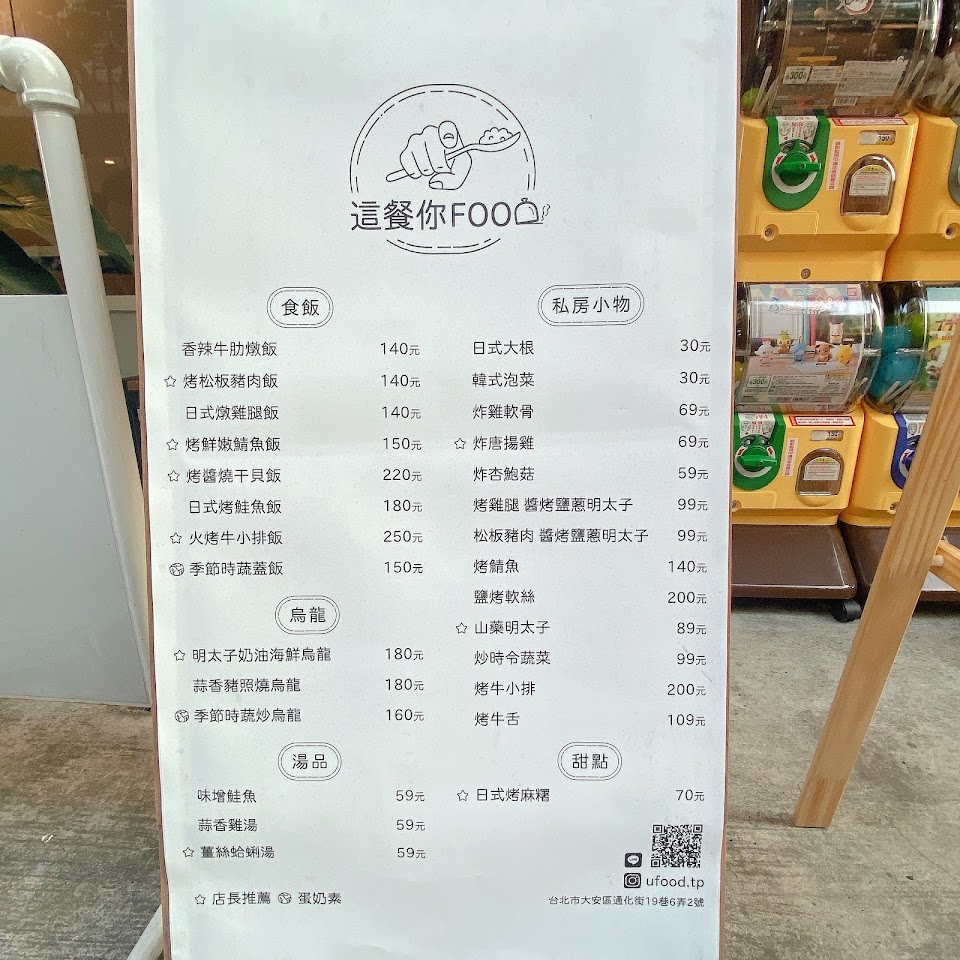 這餐你FOOD
食飯
香辣牛肋燉飯 140元
☆ 烤松板豬肉飯 140元
日式燉雞腿飯 140元
☆ 烤鮮嫩鯖魚飯 150元
☆ 烤醬燒干貝飯 220元
日式烤鮭魚飯 180元
☆ 火烤牛小排飯 250元
季節時蔬蓋飯 150元
烏龍
☆ 明太子奶油海鮮烏龍 180元
蒜香豬照燒烏龍 180元
季節時蔬炒烏龍 160元
湯品
味增鮭魚 59元
蒜香雞湯 59元
☆ 薑絲蛤蜊湯 59元
☆ 店長推薦 蛋奶素
私房小物
日式大根 30元
韓式泡菜 30元
炸雞軟骨 69元
☆ 炸唐揚雞 69元
炸杏鮑菇 59元
烤雞腿 醬烤鹽蔥明太子 99元
松板豬肉 醬烤鹽蔥明太子 99元
烤鯖魚 140元
鹽烤軟絲 200元
☆ 山藥明太子 89元
炒時令蔬菜 99元
烤牛小排 200元
烤牛舌 109元
甜點
☆ 日式烤麻糬 70元
ufood.tp
台北市大安區通化街19巷6弄2號
¥300